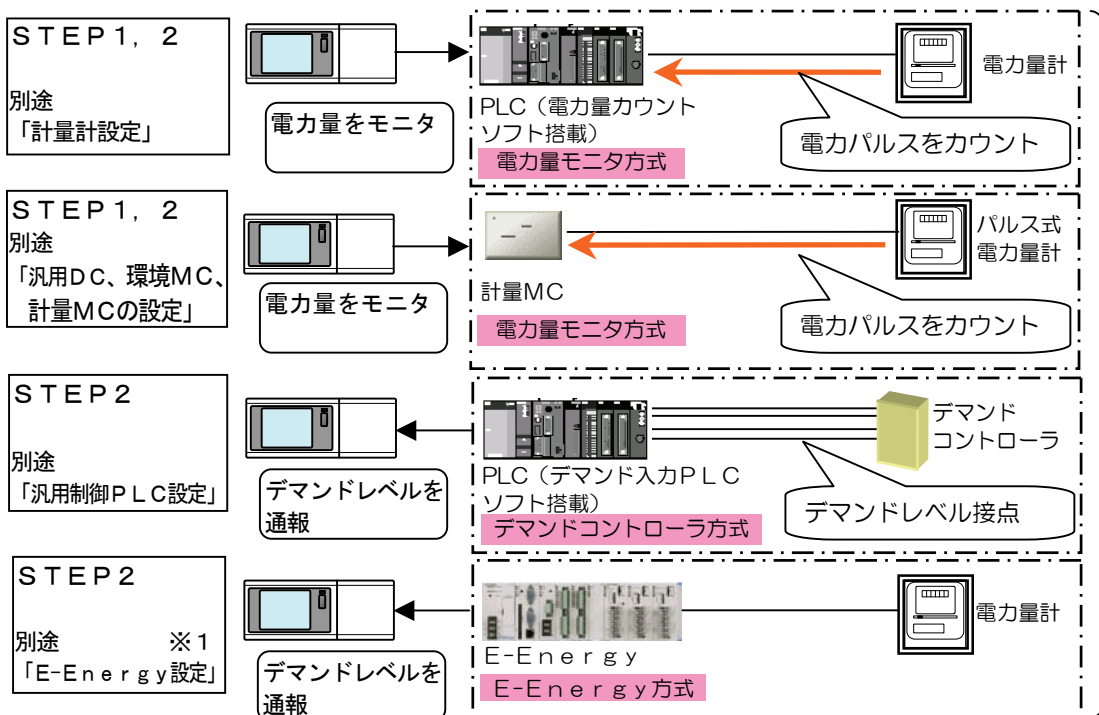 STEP1，2
別途
「計量計設定」
電力量をモニタ
PLC（電力量カウント
ソフト搭載）
電力量モニタ方式
電力量計
電力パルスをカウント
STEP1，2
別途
「汎用DC、環境MC、
計量MCの設定」
電力量をモニタ
計量MC
電力量モニタ方式
パルス式
電力量計
電力パルスをカウント
STEP2
別途
「汎用制御PLC設定」
デマンドレベルを
通報
PLC（デマンド入力PLC
ソフト搭載）
デマンドコントローラ方式
デマンド
コントローラ
デマンドレベル接点
STEP2
別途 ※1
「E-Energy設定」
デマンドレベルを
通報
E-Energy
E-Energy方式
電力量計